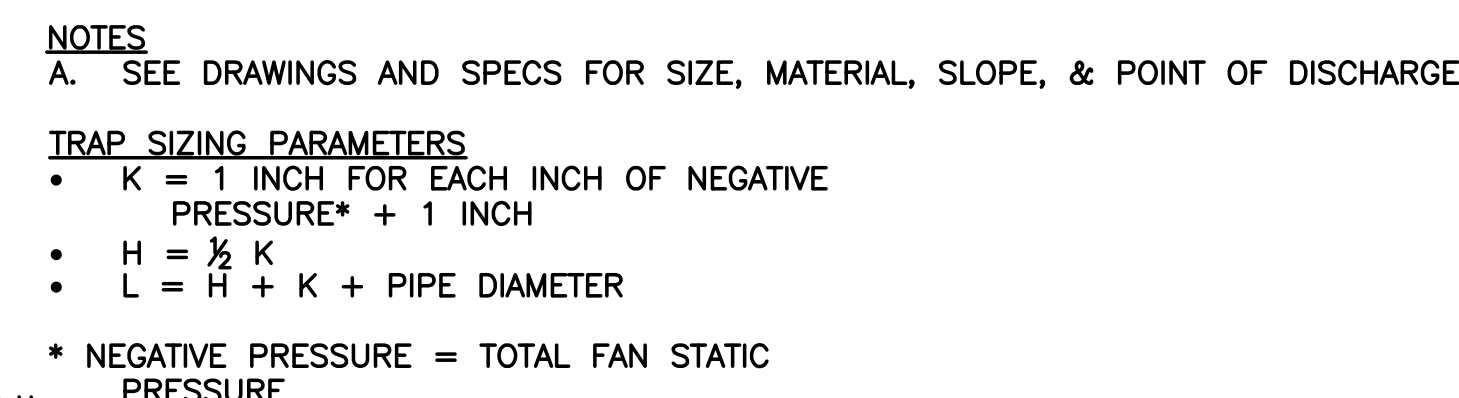 NOTES
A. SEE DRAWINGS AND SPECS FOR SIZE, MATERIAL, SLOPE, & POINT OF DISCHARGE
TRAP SIZING PARAMETERS
• K = 1 INCH FOR EACH INCH OF NEGATIVE
PRESSURE* + 1 INCH
• H = ½ K
• L = H + K + PIPE DIAMETER
* NEGATIVE PRESSURE = TOTAL FAN STATIC
PRESSURE